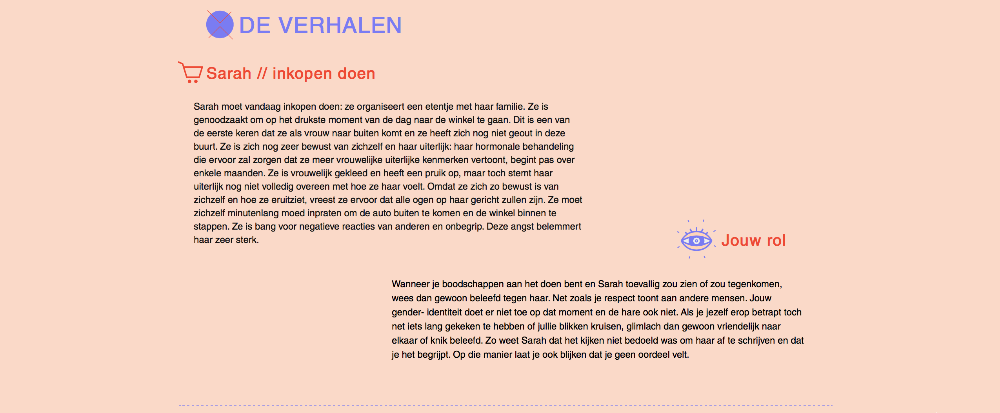 DE VERHALEN
Sarah // inkopen doen
Sarah moet vandaag inkopen doen: ze organiseert een etentje met haar familie. Ze is
genoodzaakt om op het drukste moment van de dag naar de winkel te gaan. Dit is een van
de eerste keren dat ze als vrouw naar buiten komt en ze heeft zich nog niet geout in deze
buurt. Ze is zich nog zeer bewust van zichzelf en haar uiterlijk: haar hormonale behandeling
die ervoor zal zorgen dat ze meer vrouwelijke uiterlijke kenmerken vertoont, begint pas over
enkele maanden. Ze is vrouwelijk gekleed en heeft een pruik op, maar toch stemt haar
uiterlijk nog niet volledig overeen met hoe ze haar voelt. Omdat ze zich zo bewust is van
zichzelf en hoe ze eruitziet, vreest ze ervoor dat alle ogen op haar gericht zullen zijn. Ze moet
zichzelf minutenlang moed inpraten om de auto buiten te komen en de winkel binnen te
stappen. Ze is bang voor negatieve reacties van anderen en onbegrip. Deze angst belemmert
haar zeer sterk.
Jouw rol
Wanneer je boodschappen aan het doen bent en Sarah toevallig zou zien of zou tegenkomen,
wees dan gewoon beleefd tegen haar. Net zoals je respect toont aan andere mensen. Jouw
gender- identiteit doet er niet toe op dat moment en de hare ook niet. Als je jezelf erop betrapt toch
net iets lang gekeken te hebben of jullie blikken kruisen, glimlach dan gewoon vriendelijk naar
elkaar of knik beleefd. Zo weet Sarah dat het kijken niet bedoeld was om haar af te schrijven en dat
je het begrijpt. Op die manier laat je ook blijken dat je geen oordeel velt.